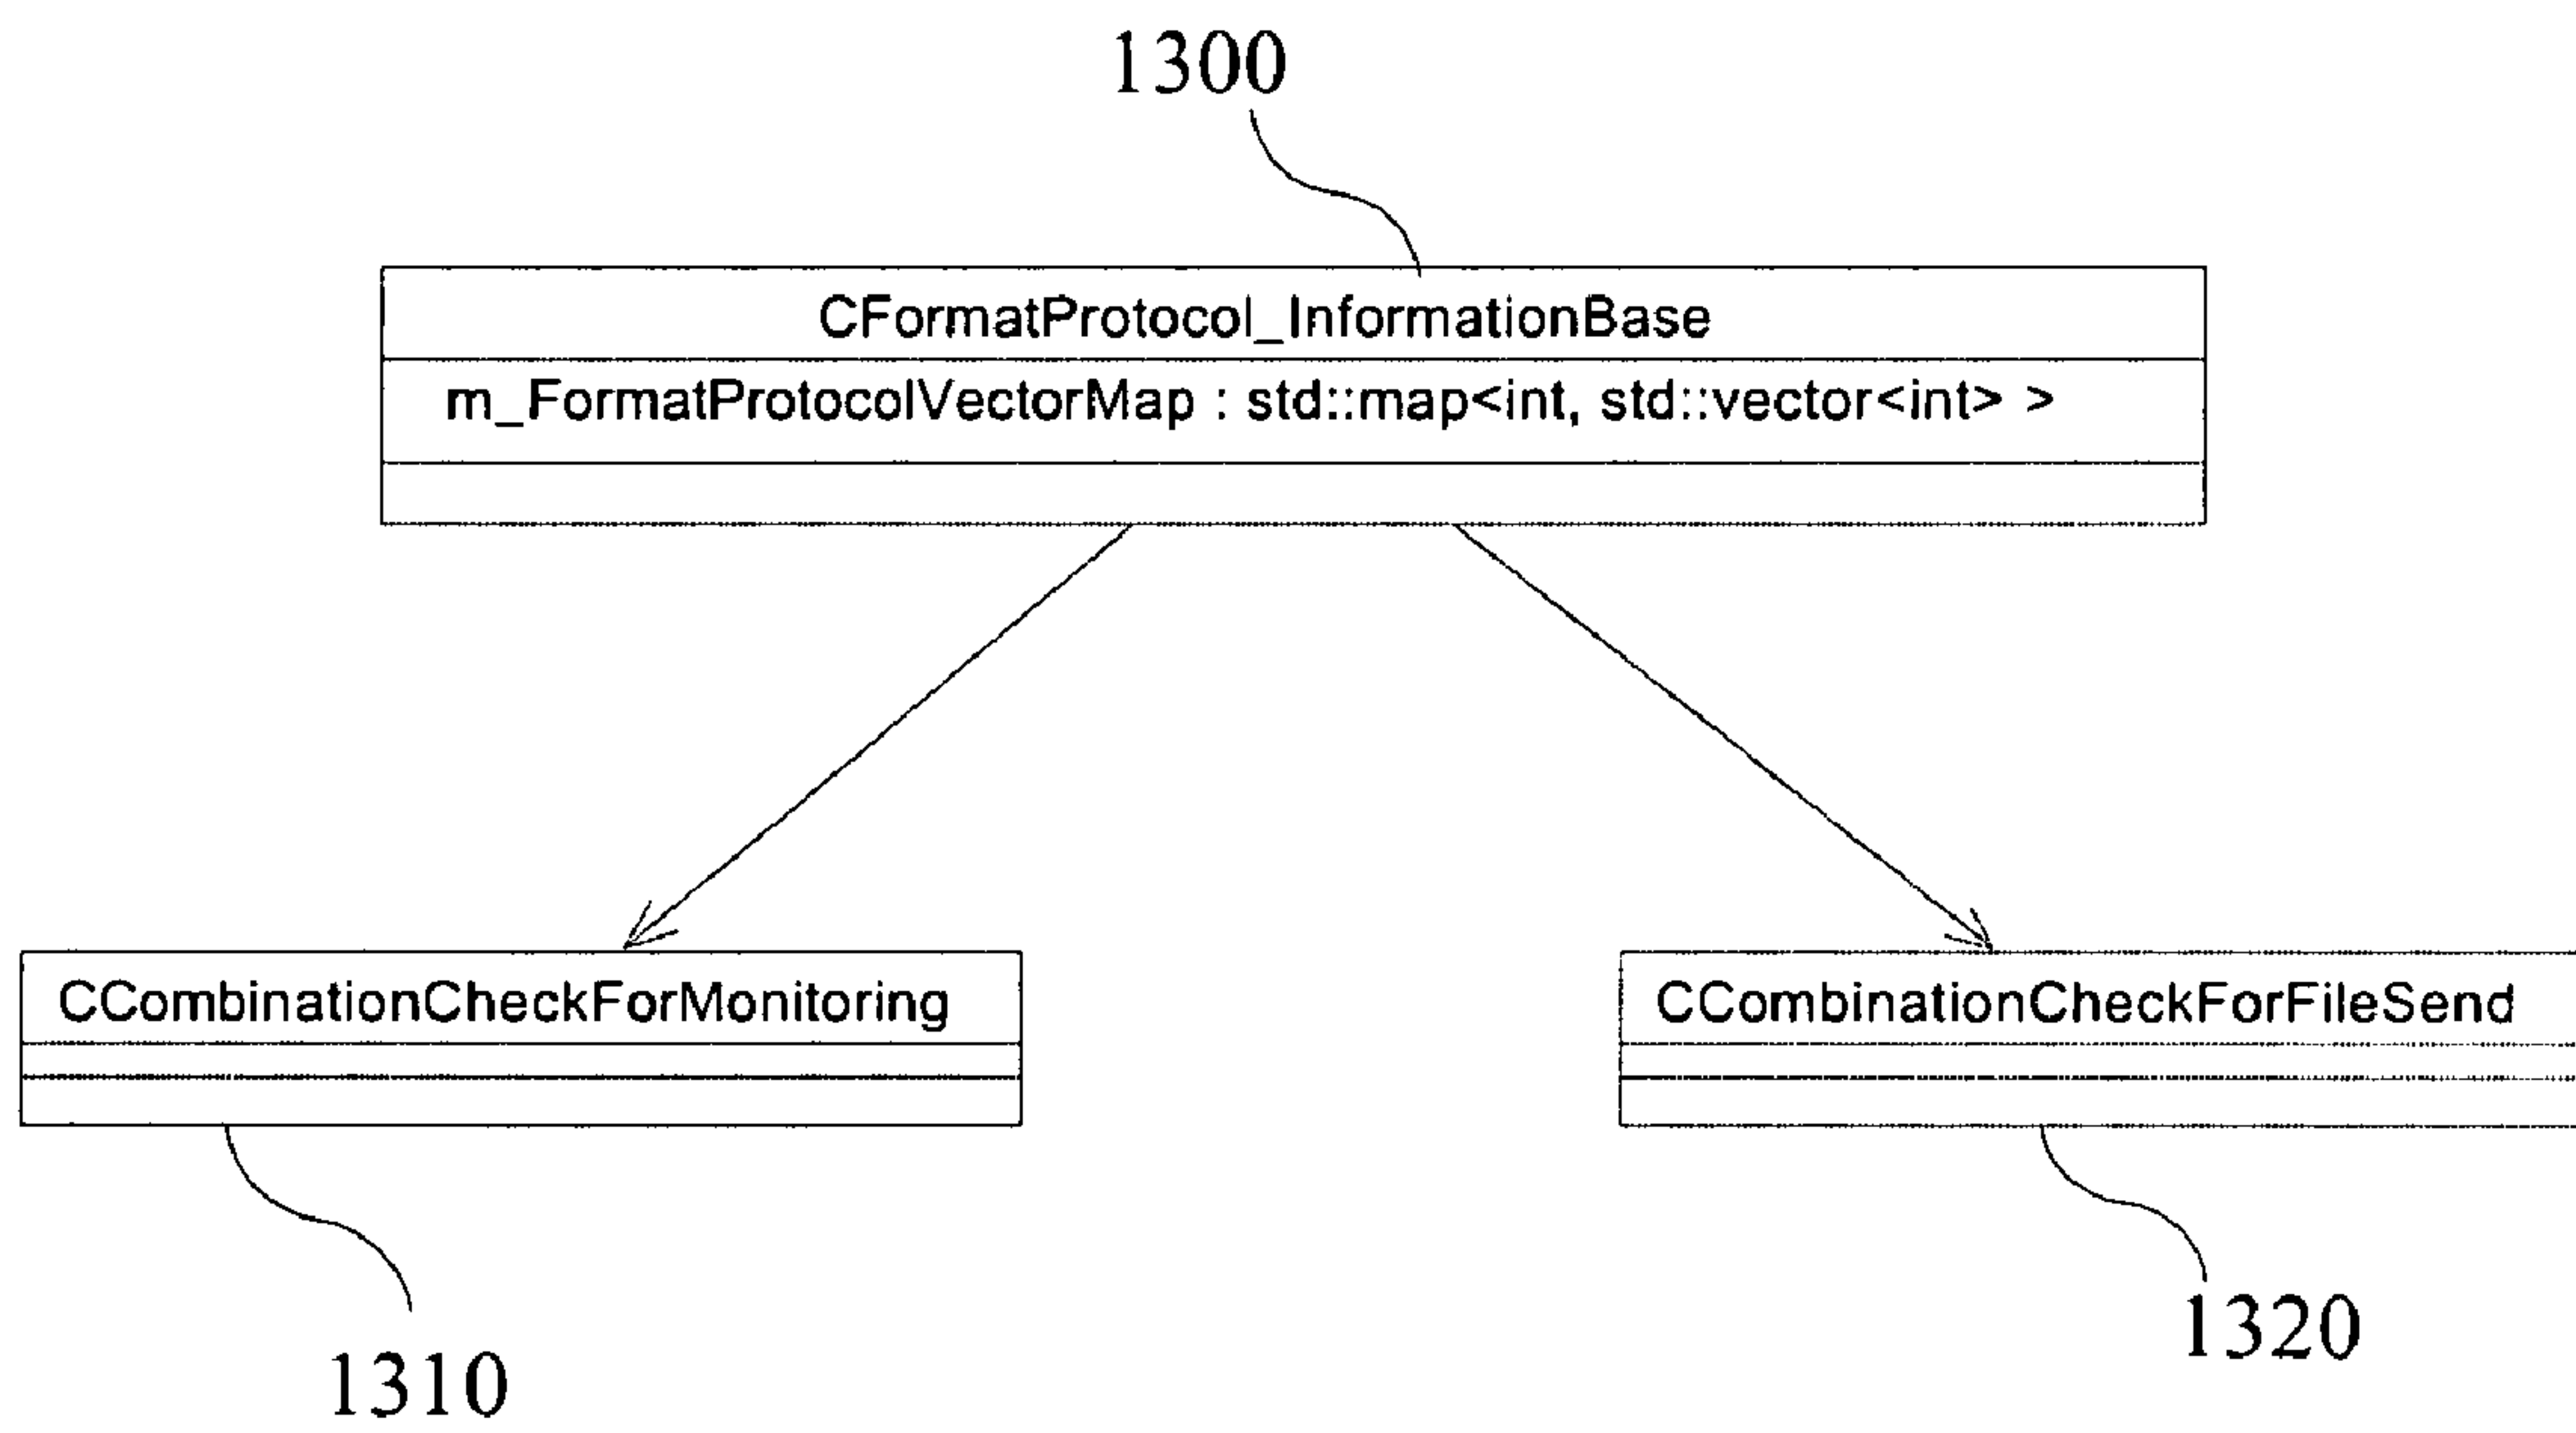 1300
CFormatProtocol_InformationBase
m_FormatProtocolVectorMap : std::map<int, std::vector<int> >
CCombinationCheckForMonitoring
CCombinationCheckForFileSend
1310
1320